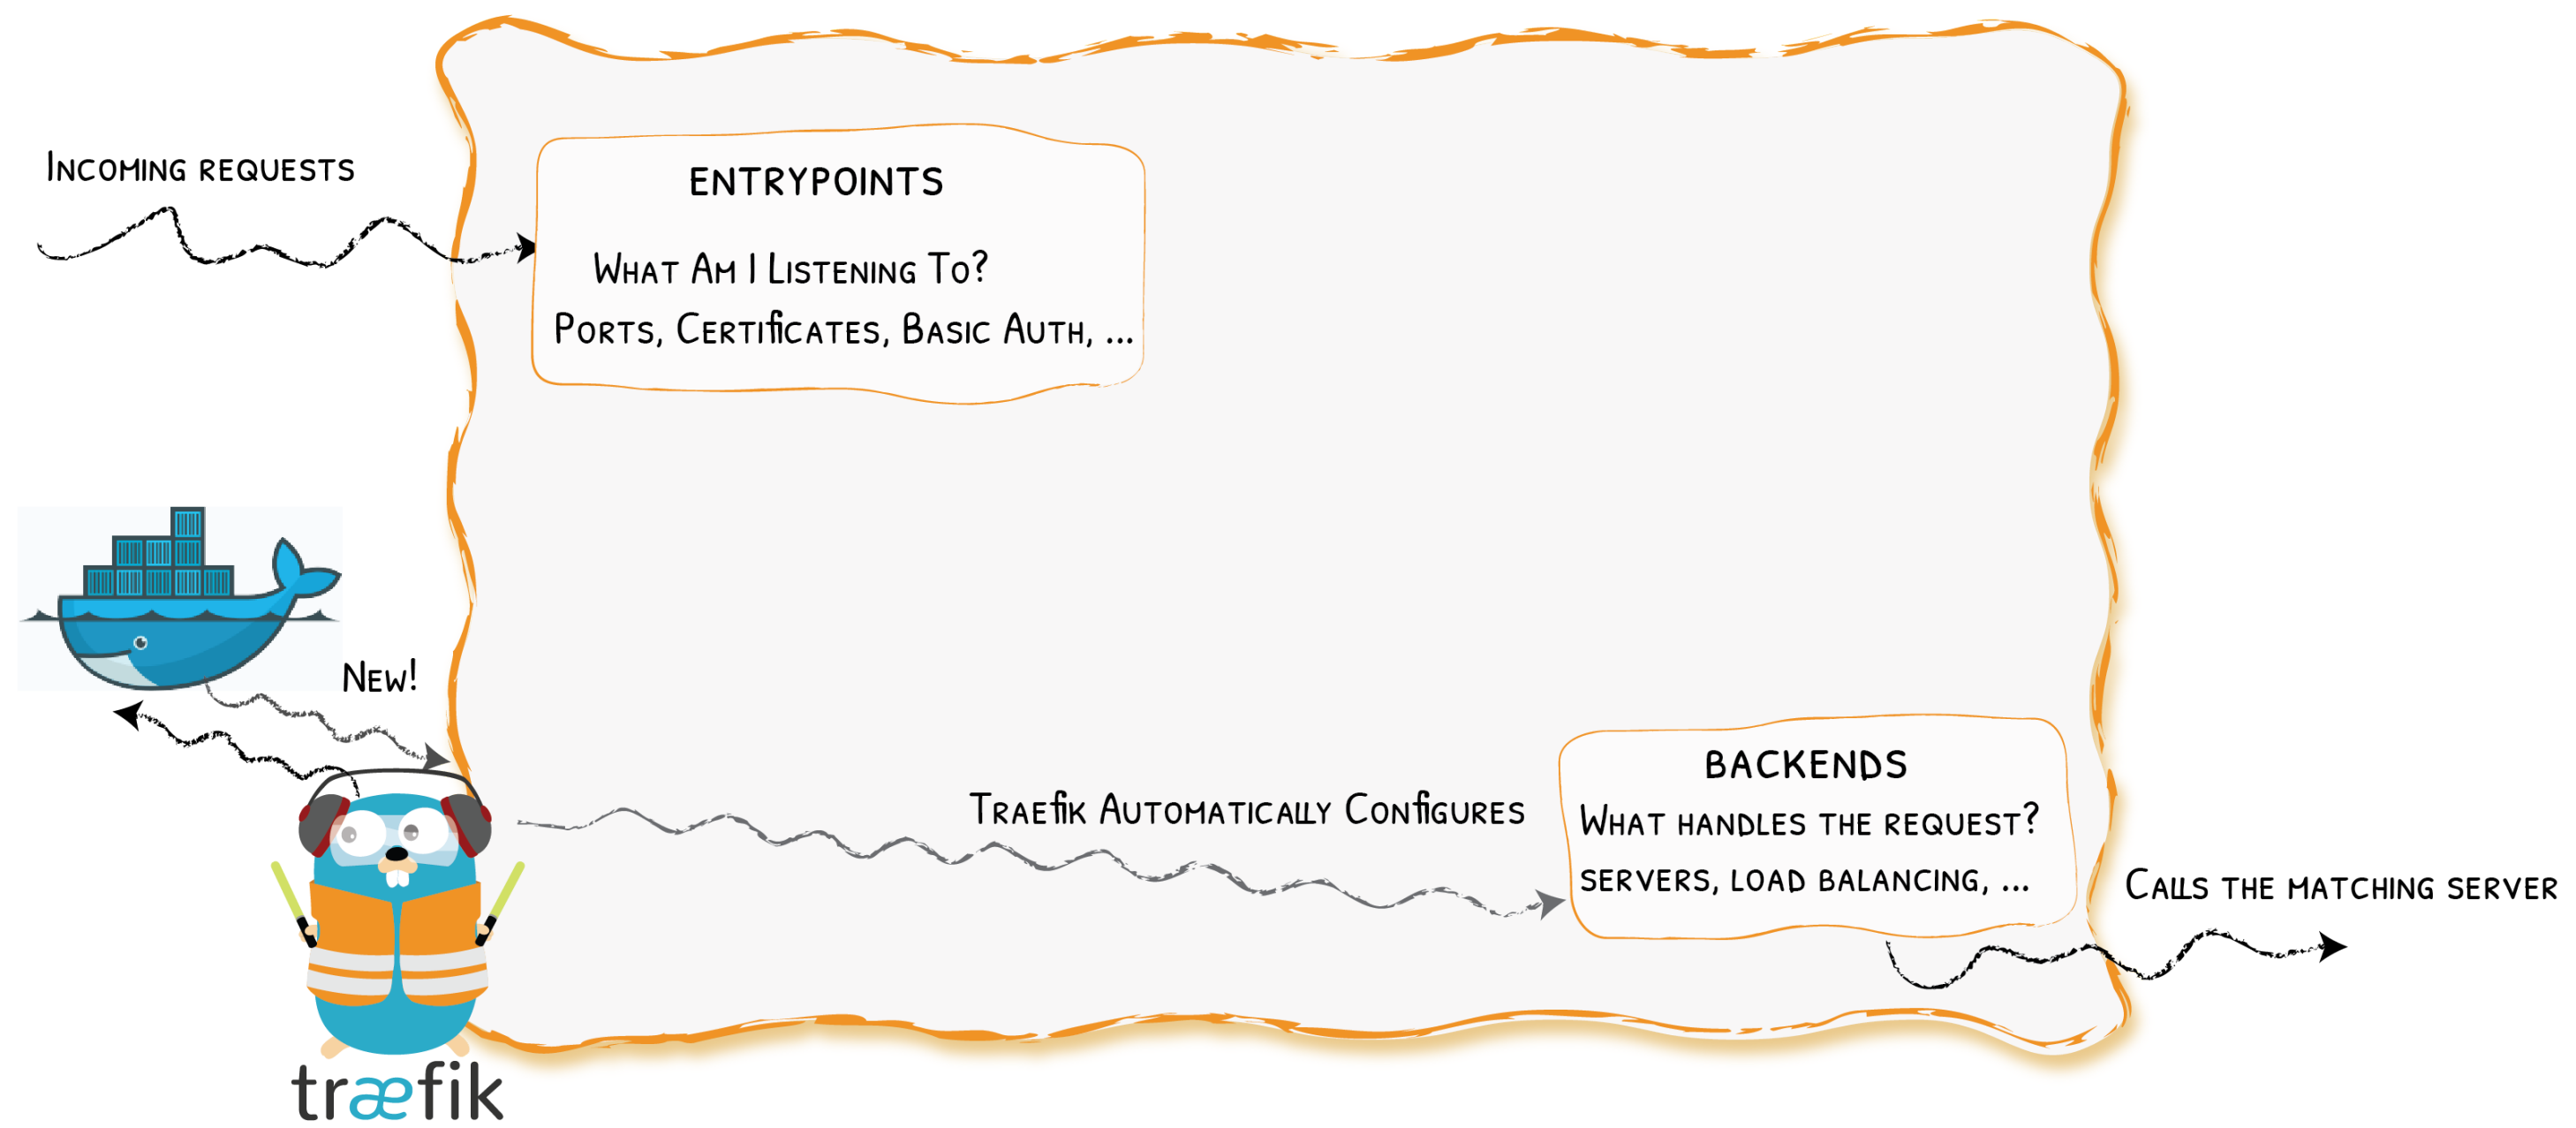 Incoming requests
ENTRYPOINTS
What Am I Listening To?
Ports, Certificates, Basic Auth, ...
New!
Traefik Automatically Configures
BACKENDS
What handles the request?
servers, load balancing, ...
Calls the matching server
træfik